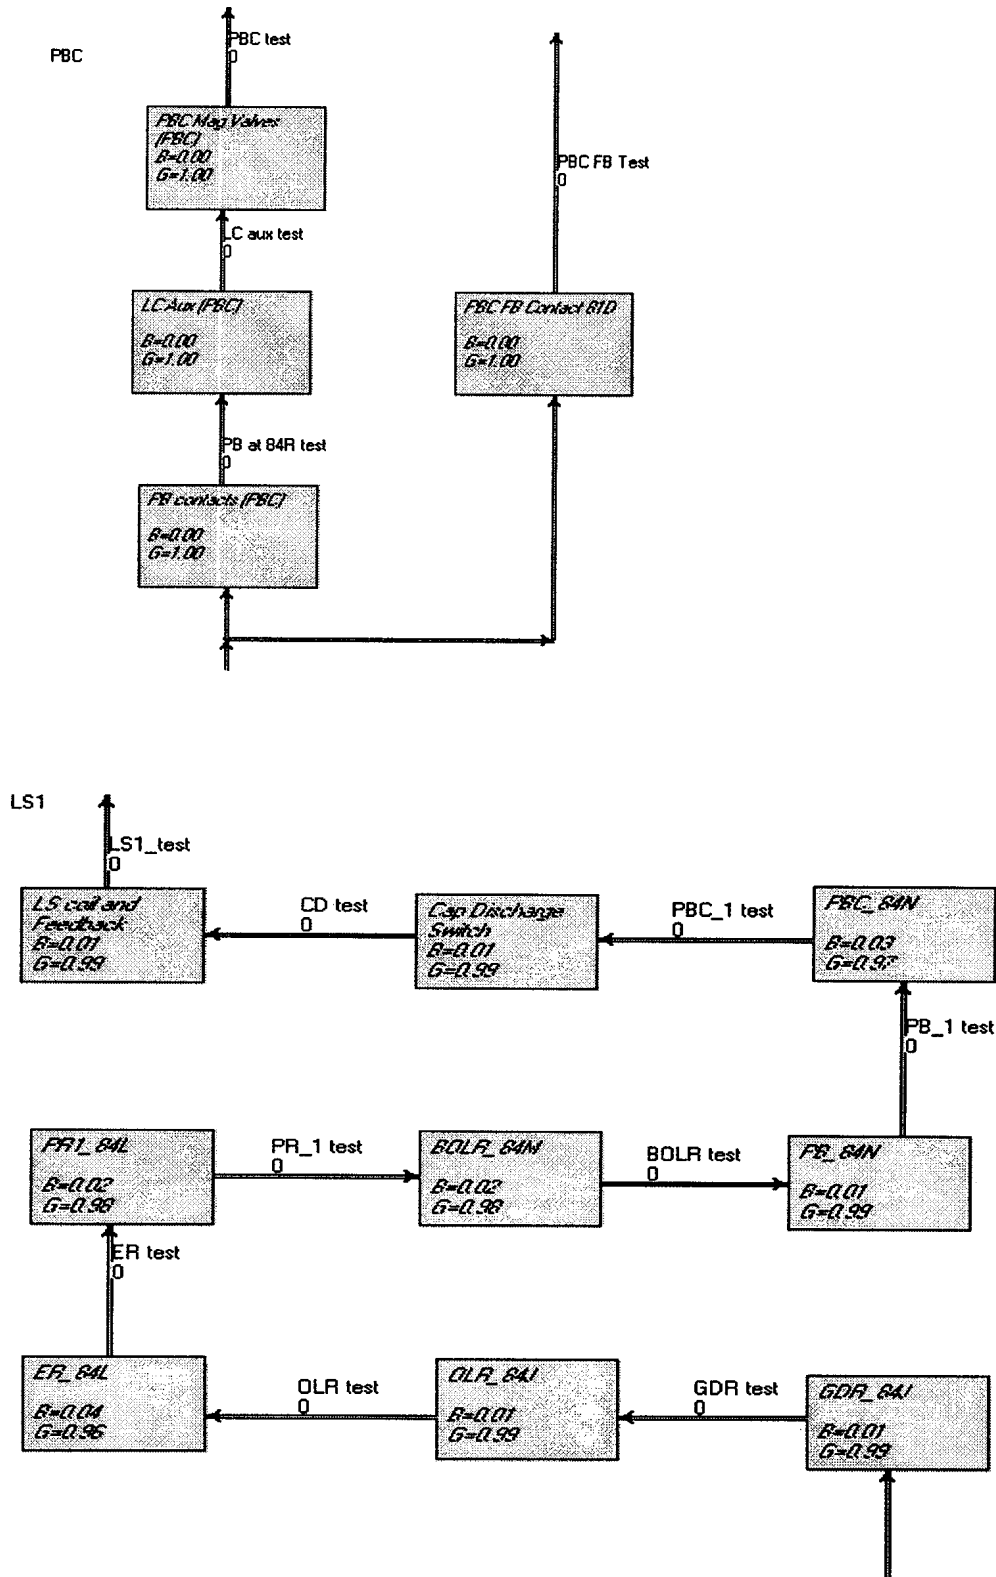 PBC
PBC test
0
PBC Mag Valves
(PBC)
B=0.00
G=1.00
PBC FB Test
0
LC aux test
0
LC Aux (PBC)
B=0.00
G=1.00
PBC FB Contact 81D
B=0.00
G=1.00
PB at 84R test
0
PB contacts (PBC)
B=0.00
G=1.00
LS1
LS1_test
0
LS coil and
Feedback
B=0.01
G=0.99
CD test
0
Cap Discharge
Switch
B=0.01
G=0.99
PBC_1 test
0
PBC_84N
B=0.03
G=0.97
PB_1 test
0
PR1_84L
B=0.02
G=0.98
PR_1 test
0
BOLR_84M
B=0.02
G=0.98
BOLR test
0
PB_84N
B=0.01
G=0.99
ER test
0
ER_84L
B=0.04
G=0.96
OLR test
0
OLR_84J
B=0.01
G=0.99
GDR test
0
GDR_84J
B=0.01
G=0.99